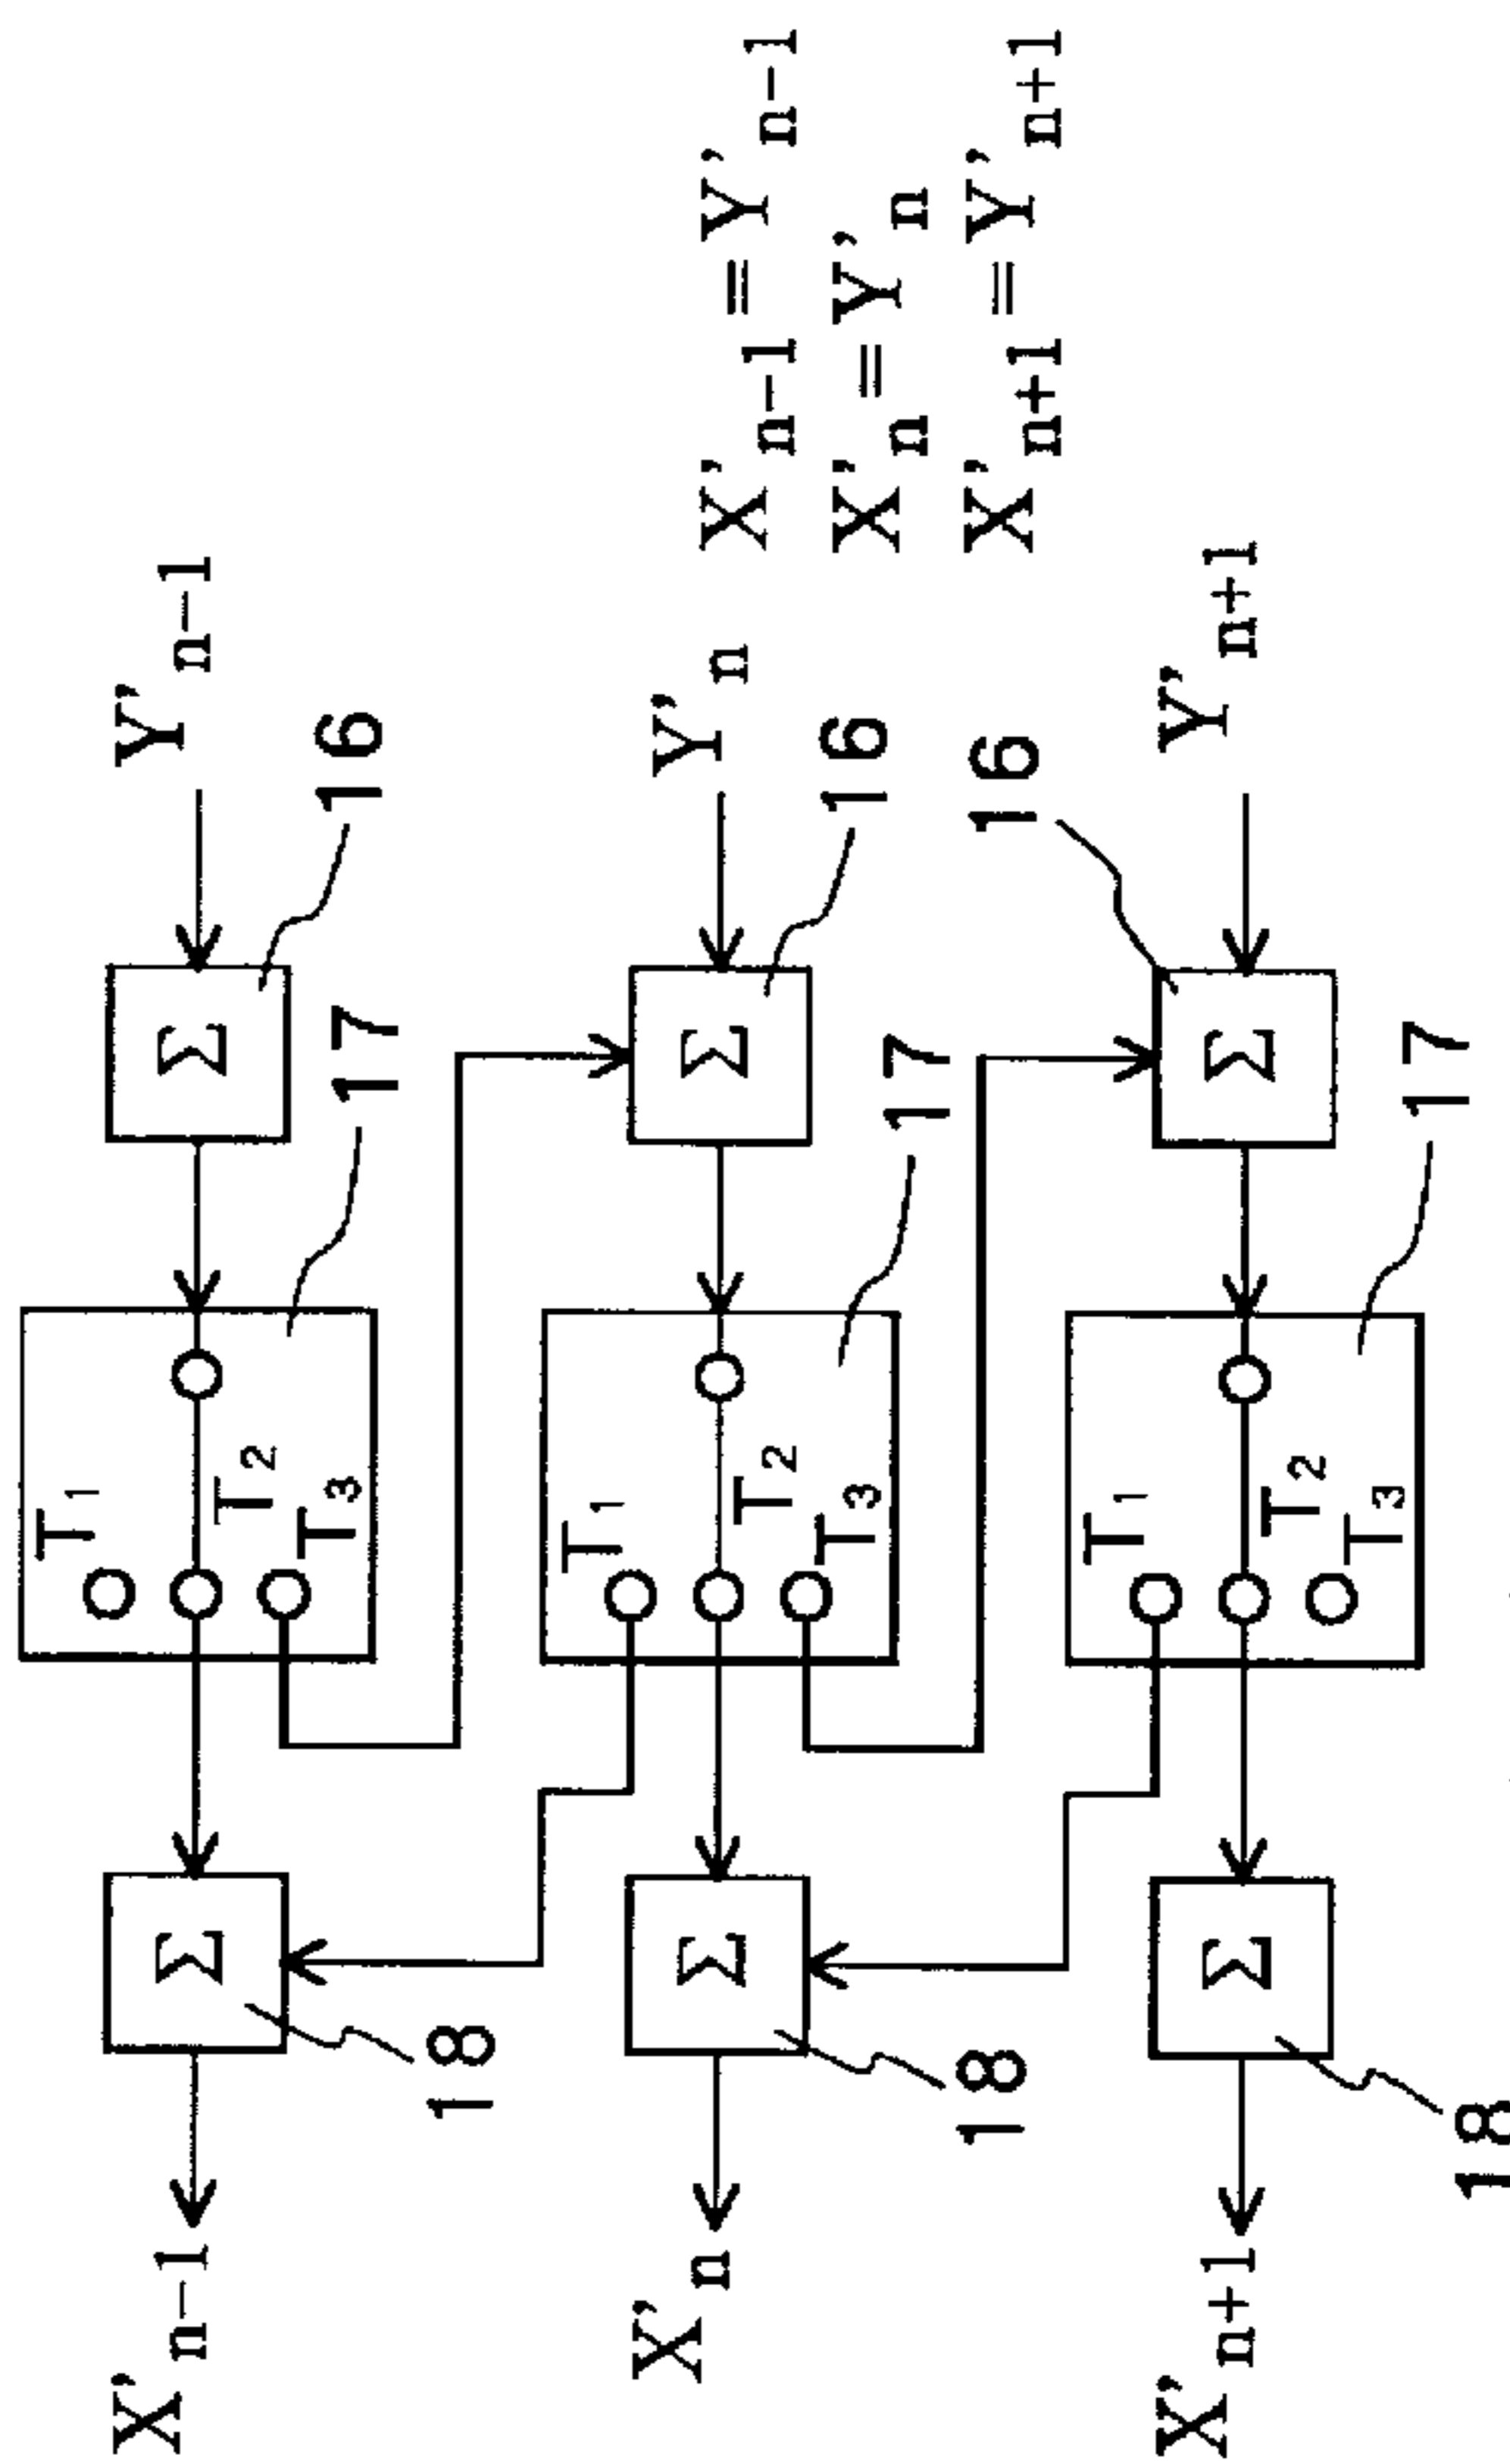 X'n-1
Σ
T1
T2
T3
Σ
Y'n-1
18
17
16
X'n
Σ
T1
T2
T3
Σ
Y'n
18
17
16
X'n-1=Y'n-1
X'n=Y'n
X'n+1=Y'n+1
16
X'n+1
Σ
T1
T2
T3
Σ
Y'n+1
18
17